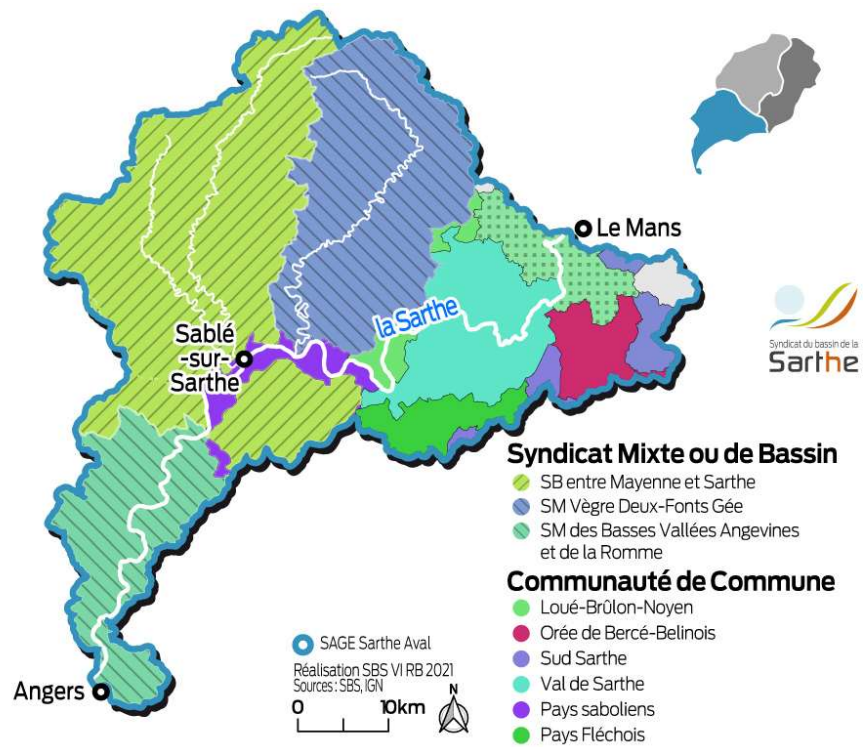 Le Mans
la Sarthe
Sablé
-sur-
Sarthe
Syndicat du bassin de la
Sarthe
Syndicat Mixte ou de Bassin
SB entre Mayenne et Sarthe
SM Vègre Deux-Fonts Gée
SM des Basses Vallées Angevines
et de la Romme
Communauté de Commune
Loué-Brûlon-Noyen
Orée de Bercé-Belinois
Sud Sarthe
Val de Sarthe
Pays saboliens
Pays Fléchois
SAGE Sarthe Aval
Réalisation SBS VI RB 2021
Sources : SBS, IGN
0 10km
N
Angers